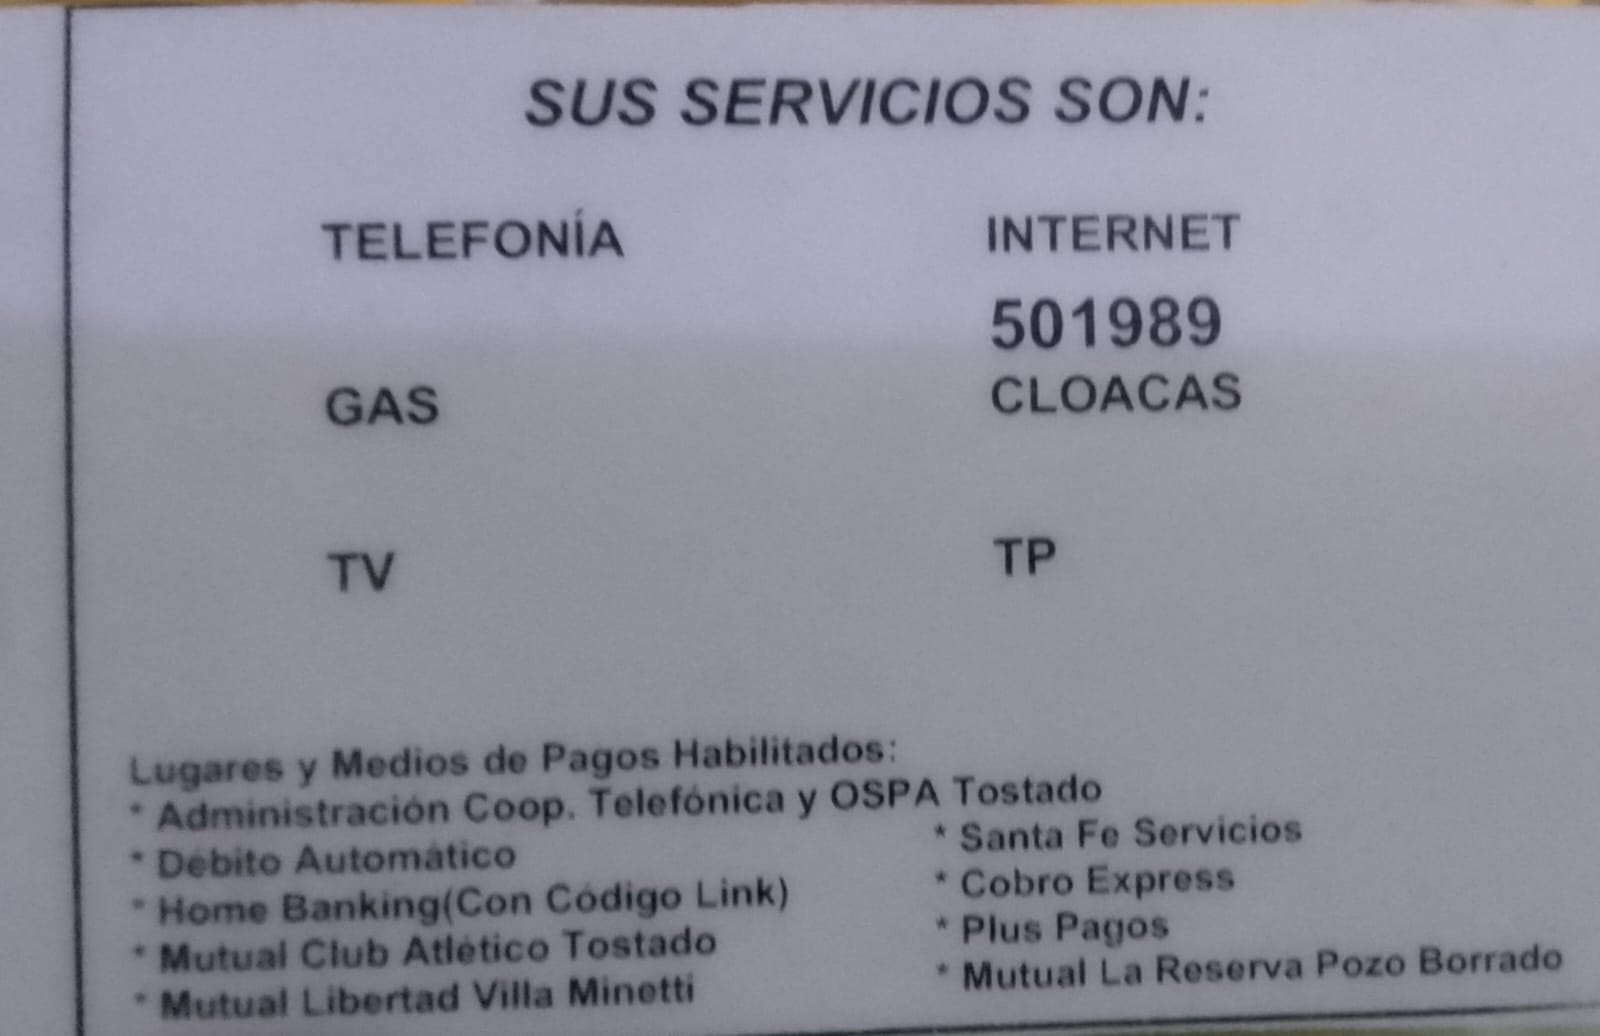 SUS SERVICIOS SON:
TELEFONÍA
INTERNET
501989
GAS
CLOACAS
TV
TP
Lugares y Medios de Pagos Habilitados:
* Administración Coop. Telefónica y OSPA Tostado
* Débito Automático
* Home Banking(Con Código Link)
* Mutual Club Atlético Tostado
* Mutual Libertad Villa Minetti
* Santa Fe Servicios
* Cobro Express
* Plus Pagos
* Mutual La Reserva Pozo Borrado